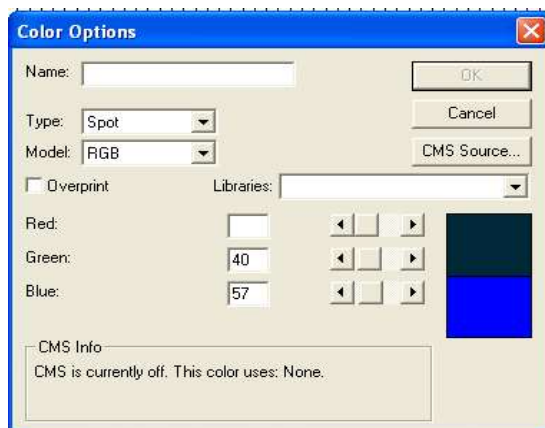 Color Options
Name:
OK
Type: Spot
Cancel
Model: RGB
CMS Source...
Overprint Libraries:
Red:
Green: 40
Blue: 57
CMS Info
CMS is currently off. This color uses: None.